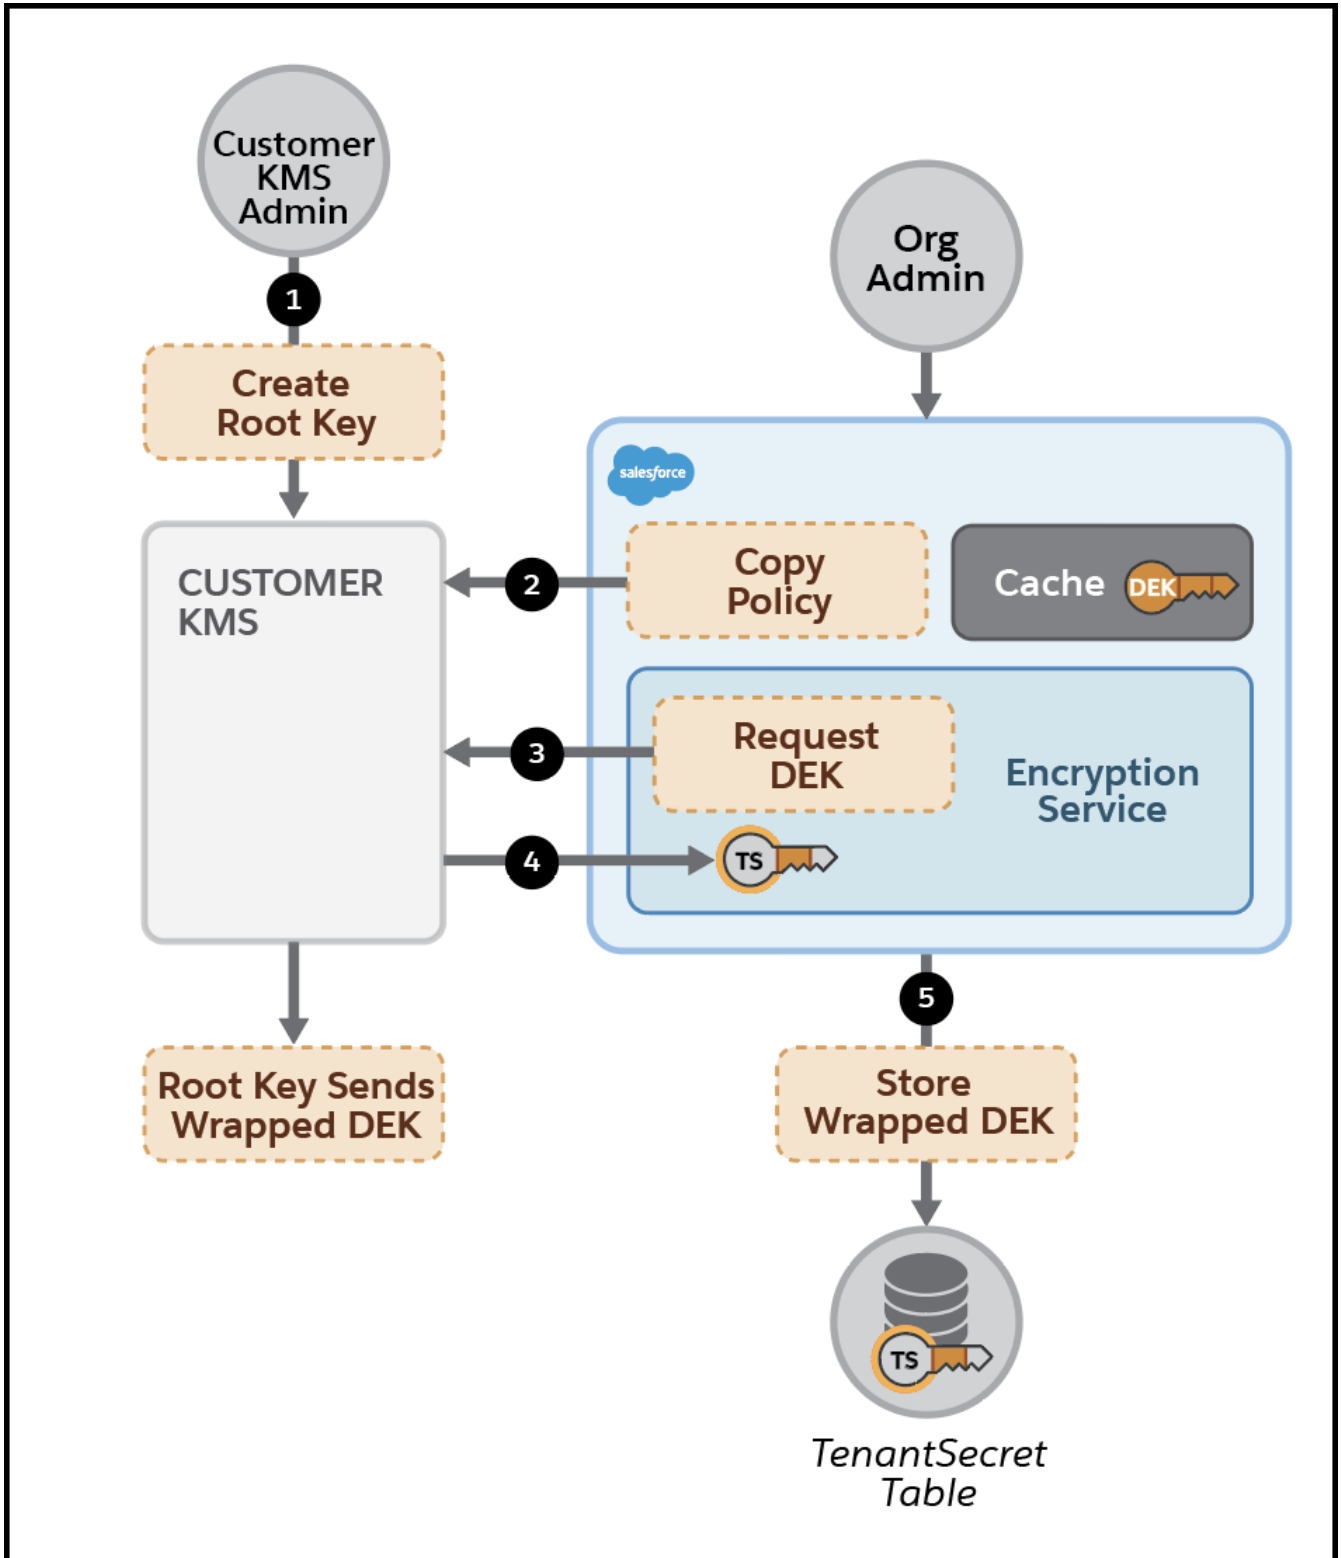 Customer
KMS
Admin
1
Create
Root Key
Org
Admin
salesforce
CUSTOMER
KMS
2
Copy
Policy
Cache
DEK
3
Request
DEK
Encryption
Service
4
TS
5
Root Key Sends
Wrapped DEK
Store
Wrapped DEK
TS
TenantSecret
Table